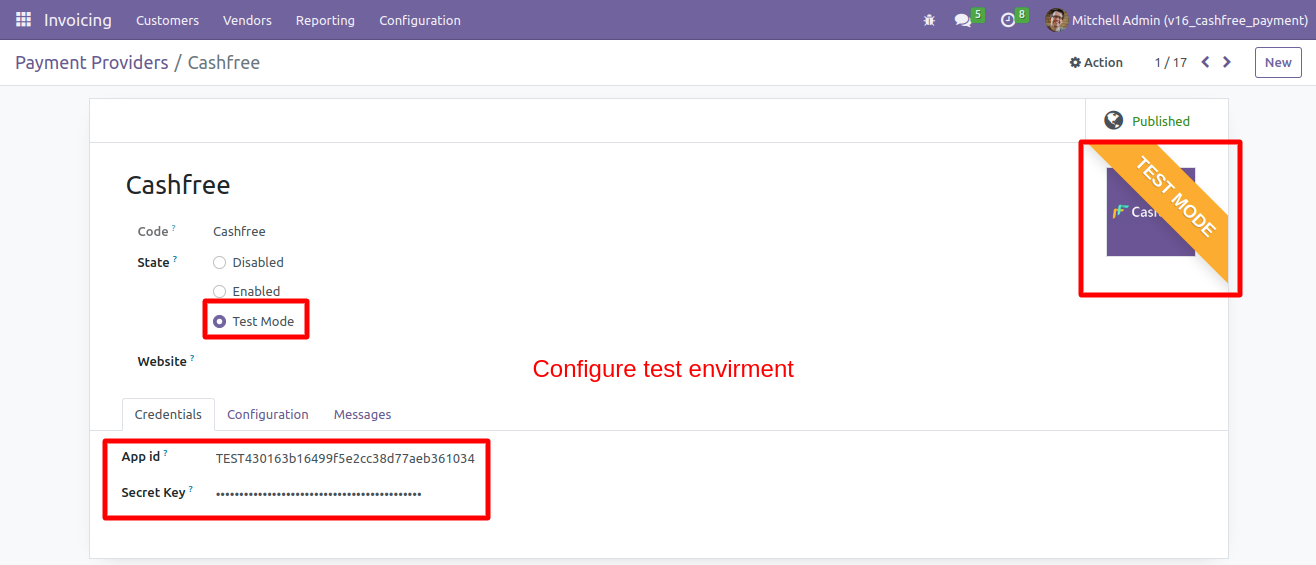 Invoicing Customers Vendors Reporting Configuration 5 8 Mitchell Admin (v16_cashfree_payment)
Payment Providers / Cashfree Action 1 / 17 New
Published
TEST MODE
Cashfree
Code ? Cashfree
State ? Disabled
Enabled
Test Mode
Website ?
Configure test envirment
Credentials Configuration Messages
App id ? TEST430163b16499f5e2cc38d77aeb361034
Secret Key ? ••••••••••••••••••••••••••••••••••••••••••••